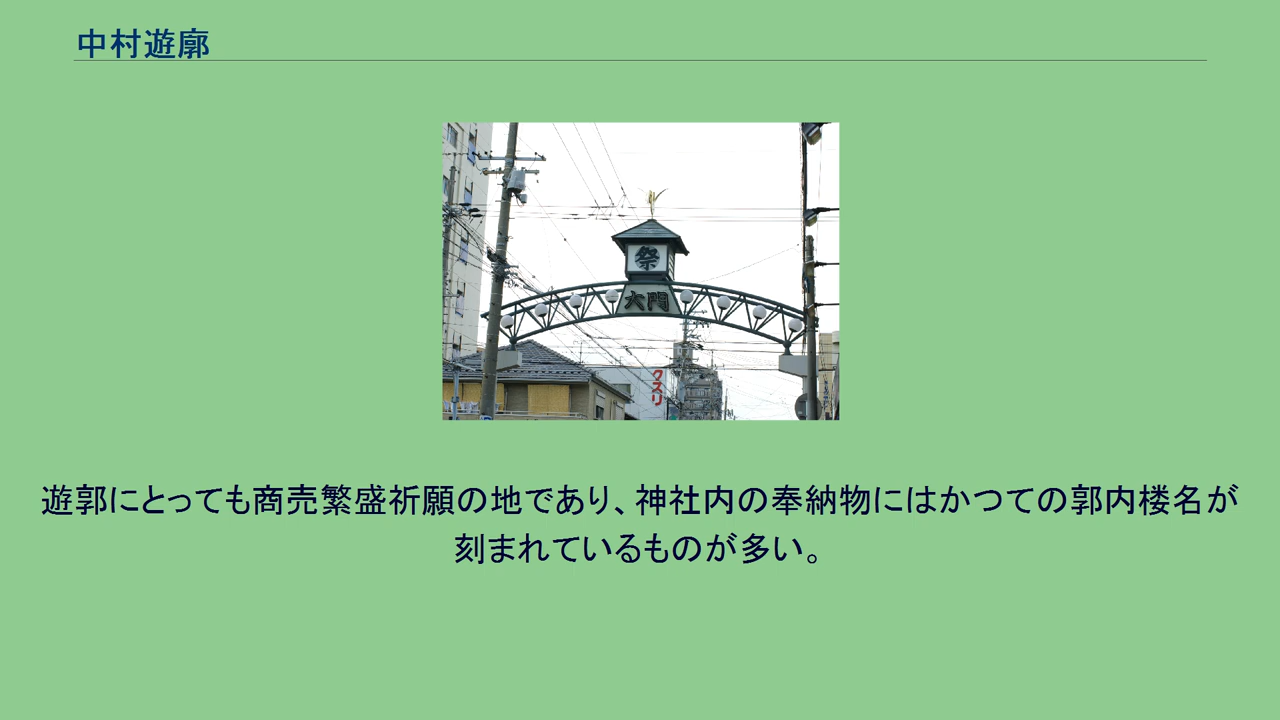 中村遊廓
祭
大門
クスリ
遊郭にとっても商売繁盛祈願の地であり、神社内の奉納物にはかつての郭内楼名が
刻まれているものが多い。